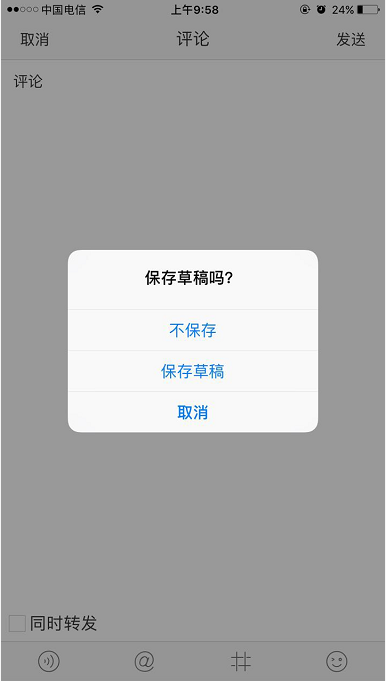 中国电信 上午9:58 24%
取消 评论 发送
评论
保存草稿吗?
不保存
保存草稿
取消
同时转发
@ #